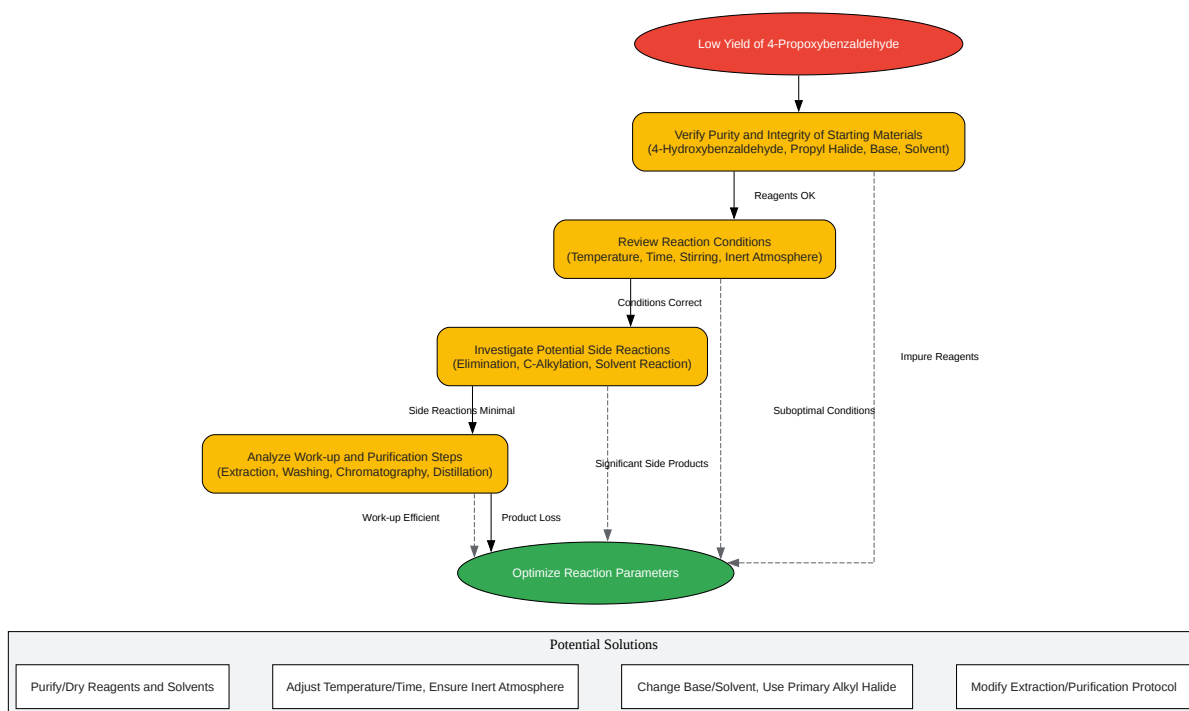 Low Yield of 4-Propoxybenzaldehyde
Verify Purity and Integrity of Starting Materials
(4-Hydroxybenzaldehyde, Propyl Halide, Base, Solvent)
Reagents OK
Review Reaction Conditions
(Temperature, Time, Stirring, Inert Atmosphere)
Conditions Correct
Investigate Potential Side Reactions
(Elimination, C-Alkylation, Solvent Reaction)
Impure Reagents
Side Reactions Minimal
Suboptimal Conditions
Analyze Work-up and Purification Steps
(Extraction, Washing, Chromatography, Distillation)
Significant Side Products
Work-up Efficient
Product Loss
Optimize Reaction Parameters
Potential Solutions
Purify/Dry Reagents and Solvents
Adjust Temperature/Time, Ensure Inert Atmosphere
Change Base/Solvent, Use Primary Alkyl Halide
Modify Extraction/Purification Protocol